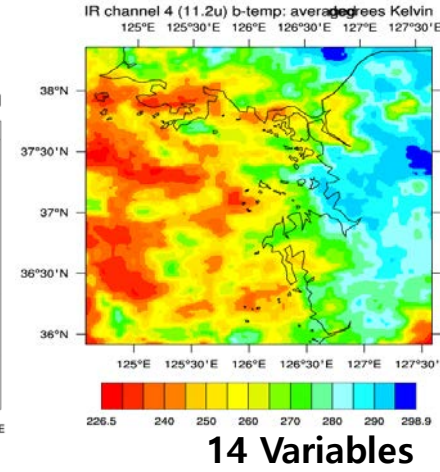 IR channel 4 (11.2u) b-temp: averaged degrees Kelvin
125°E 125°30'E 126°E 126°30'E 127°E 127°30'E
38°N
37°30'N
37°N
36°30'N
36°N
125°E 125°30'E 126°E 126°30'E 127°E 127°30'E
226.5 240 250 260 270 280 290 298.9
E
14 Variables